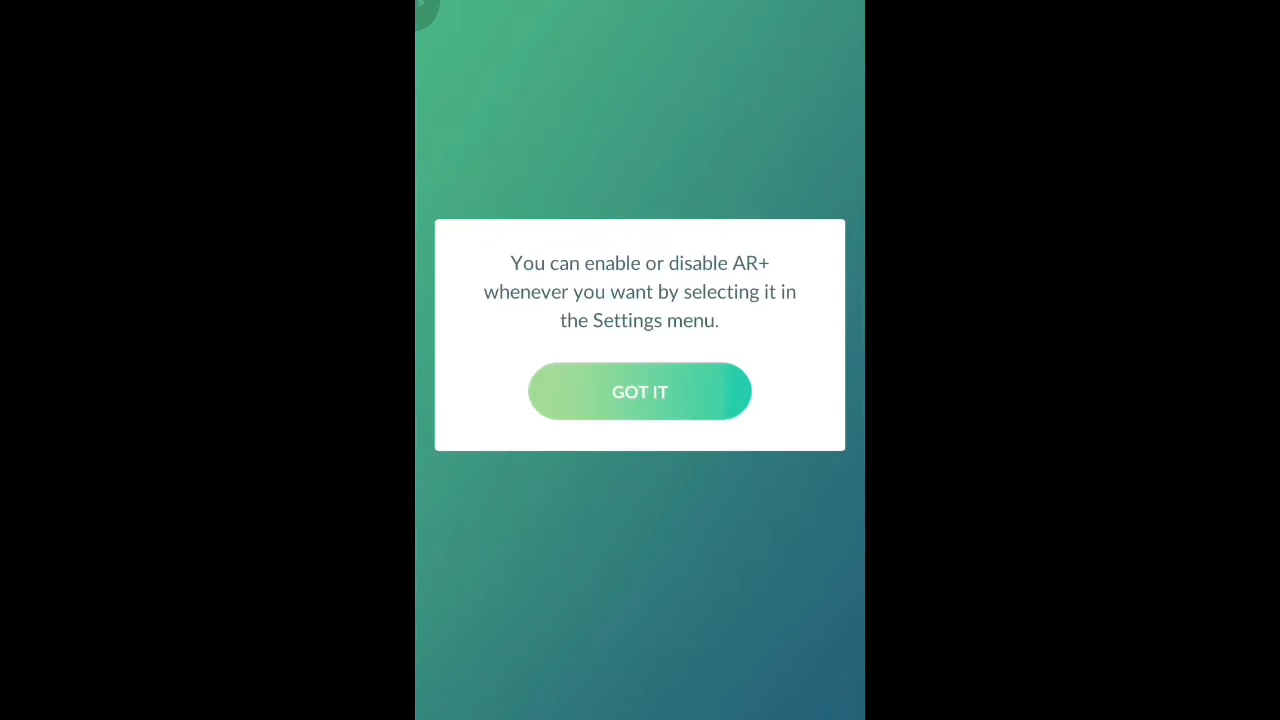 You can enable or disable AR+
whenever you want by selecting it in
the Settings menu.
GOT IT